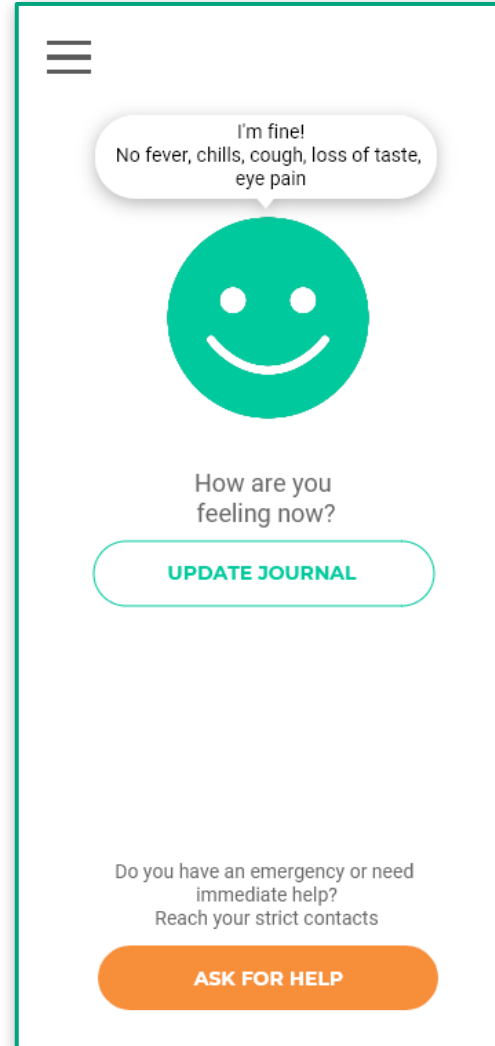 I'm fine!
No fever, chills, cough, loss of taste,
eye pain
How are you
feeling now?
UPDATE JOURNAL
Do you have an emergency or need
immediate help?
Reach your strict contacts
ASK FOR HELP